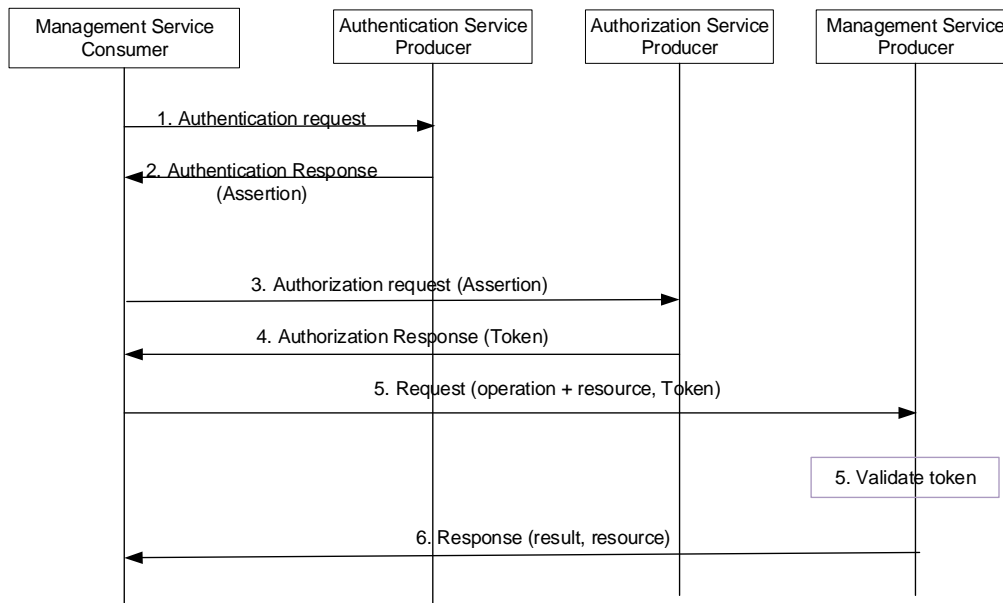 Management Service
Consumer
Authentication Service
Producer
Authorization Service
Producer
Management Service
Producer
1. Authentication request
2. Authentication Response
(Assertion)
3. Authorization request (Assertion)
4. Authorization Response (Token)
5. Request (operation + resource, Token)
5. Validate token
6. Response (result, resource)